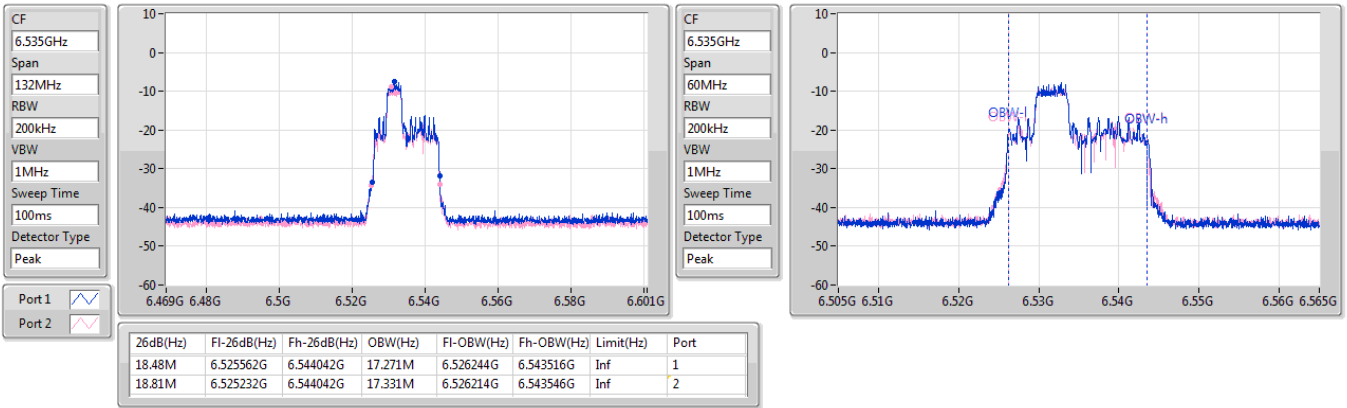 CF
6.535GHz
Span
132MHz
RBW
200kHz
VBW
1MHz
Sweep Time
100ms
Detector Type
Peak
Port 1
Port 2
10
0
-10
-20
-30
-40
-50
-60
6.469G 6.48G 6.5G 6.52G 6.54G 6.56G 6.58G 6.601G
CF
6.535GHz
Span
60MHz
RBW
200kHz
VBW
1MHz
Sweep Time
100ms
Detector Type
Peak
10
0
-10
-20
-30
-40
-50
-60
OBW-l
OBW-h
6.505G 6.51G 6.52G 6.53G 6.54G 6.55G 6.56G 6.565G
26dB(Hz) Fl-26dB(Hz) Fh-26dB(Hz) OBW(Hz) Fl-OBW(Hz) Fh-OBW(Hz) Limit(Hz) Port
18.48M 6.525562G 6.544042G 17.271M 6.526244G 6.543516G Inf 1
18.81M 6.525232G 6.544042G 17.331M 6.526214G 6.543546G Inf 2